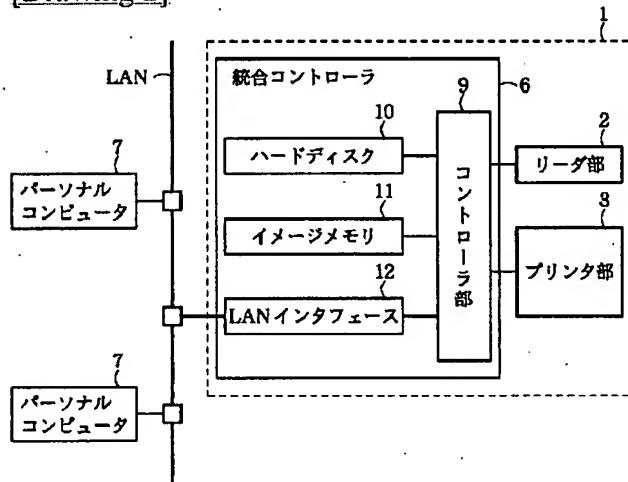 LAN
1
統合コントローラ
6
9
コントローラ部
10
ハードディスク
11
イメージメモリ
12
LANインタフェース
2
リーダ部
3
プリンタ部
7
パーソナル
コンピュータ
7
パーソナル
コンピュータ